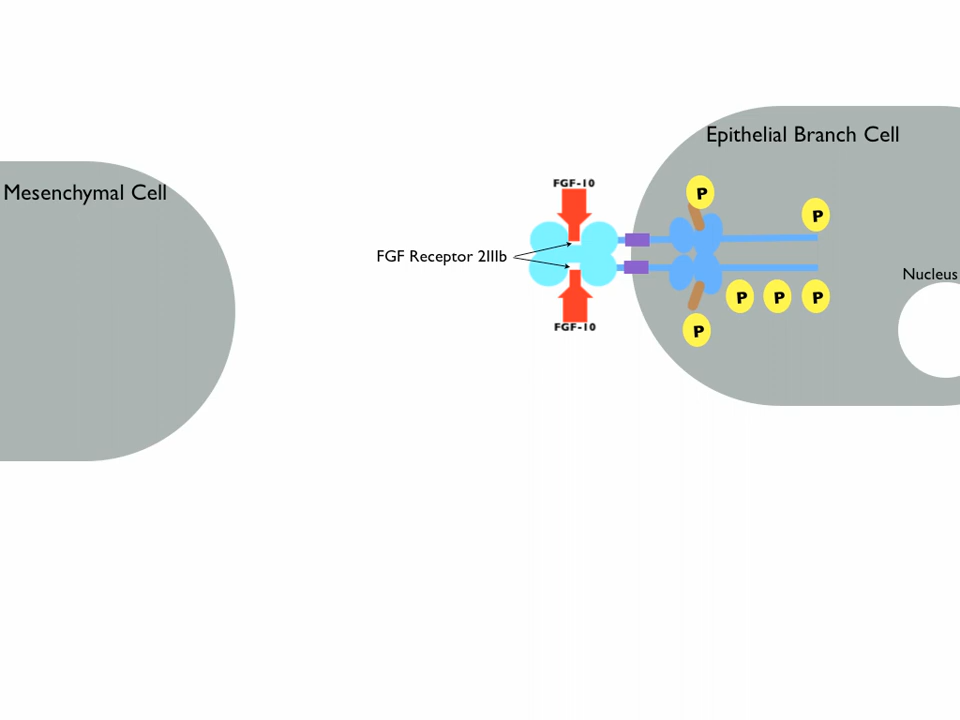 Epithelial Branch Cell
Mesenchymal Cell
FGF-10
P
P
FGF Receptor 2IIIb
Nucleus
P
P
P
FGF-10
P